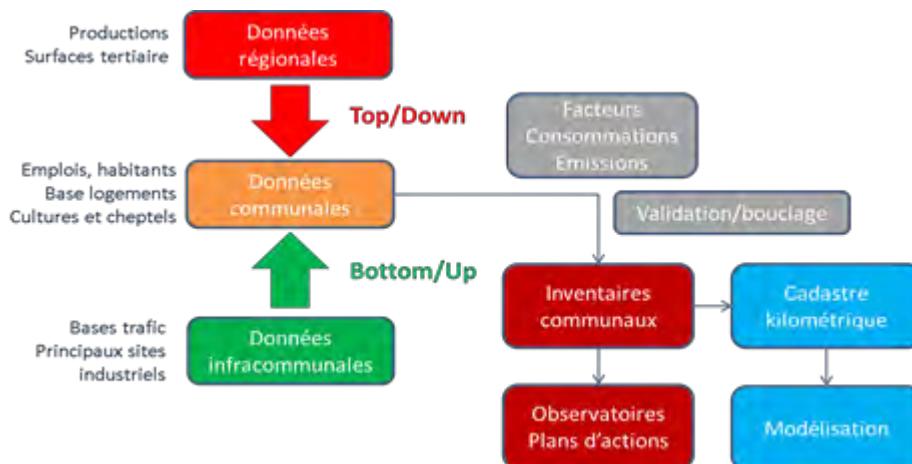 Productions
Surfaces tertiaire
Données
régionales
Top/Down
Facteurs
Consommations
Emissions
Emplois, habitants
Base logements
Cultures et cheptels
Données
communales
Validation/bouclage
Bottom/Up
Bases trafic
Principaux sites
industriels
Données
infracommunales
Inventaires
communaux
Cadastre
kilométrique
Observatoires
Plans d'actions
Modélisation